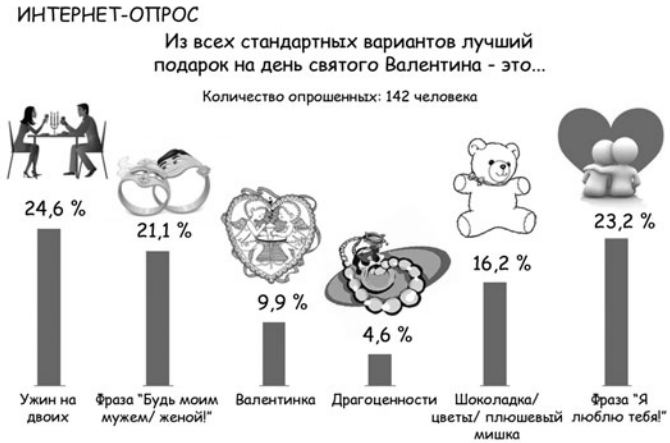 ИНТЕРНЕТ-ОПРОС
Из всех стандартных вариантов лучший
подарок на день святого Валентина - это...
Количество опрошенных: 142 человека
24,6 %
21,1 %
9,9 %
4,6 %
16,2 %
23,2 %
Ужин на
двоих
Фраза "Будь моим
мужем/ женой!"
Валентинка
Драгоценности
Шоколадка/
цветы/ плюшевый
мишка
Фраза "Я
люблю тебя!"